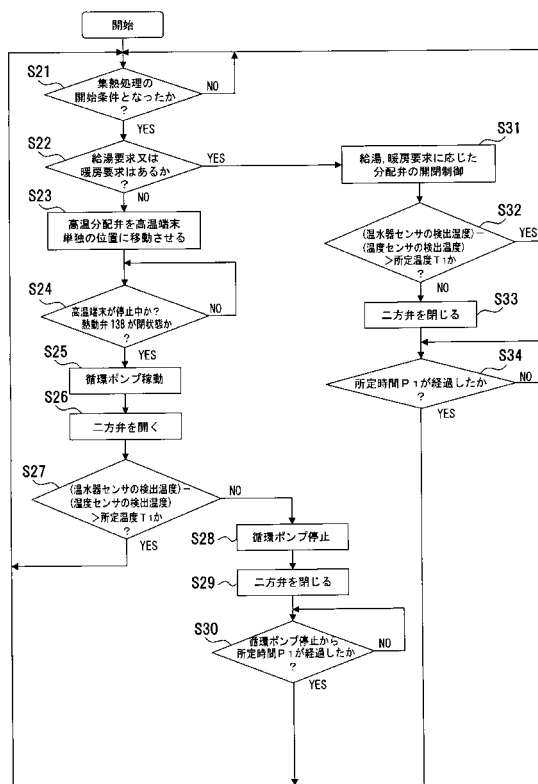 開始
S21
集熱処理の
開始条件となったか
?
NO
YES
S22
給湯要求又は
暖房要求はあるか
?
YES
NO
S23
高温分配弁を高温端末
単独の位置に移動させる
S24
高温端末が停止中か?
熱動弁138が閉状態か
?
NO
YES
S25
循環ポンプ稼動
S26
二方弁を開く
S27
(温水器センサの検出温度)−
(温度センサの検出温度)
>所定温度T1か
?
NO
YES
S28
循環ポンプ停止
S29
二方弁を閉じる
S30
循環ポンプ停止から
所定時間P1が経過したか
?
NO
YES
S31
給湯,暖房要求に応じた
分配弁の開閉制御
S32
(温水器センサの検出温度)−
(温度センサの検出温度)
>所定温度T1か
?
YES
NO
S33
二方弁を閉じる
S34
所定時間P1が経過したか
?
NO
YES